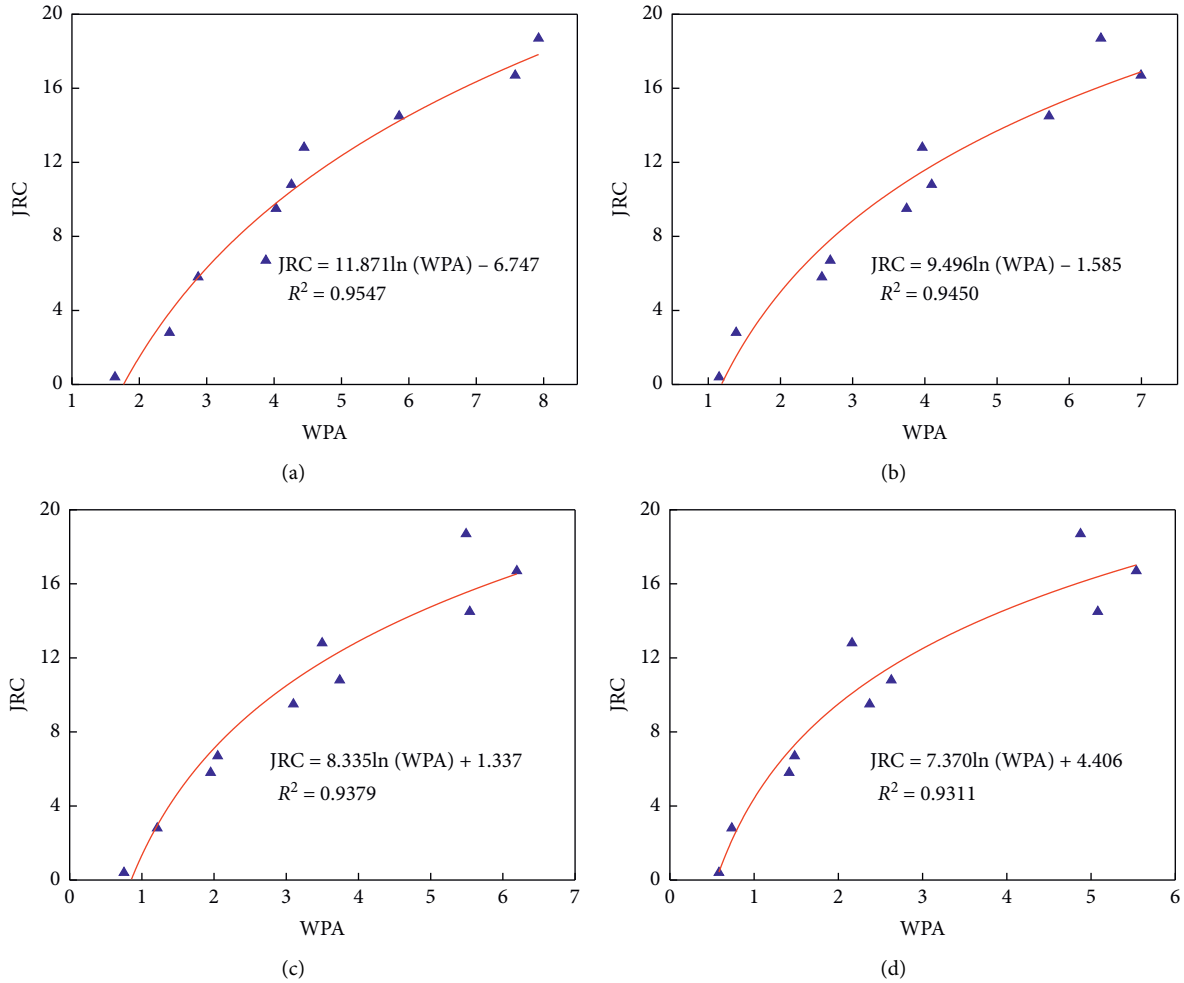 20
16
12
8
4
0
JRC
JRC = 11.871ln (WPA) – 6.747
R² = 0.9547
1 2 3 4 5 6 7 8
WPA
(a)
20
16
12
8
4
0
JRC
JRC = 9.496ln (WPA) – 1.585
R² = 0.9450
1 2 3 4 5 6 7
WPA
(b)
20
16
12
8
4
0
JRC
JRC = 8.335ln (WPA) + 1.337
R² = 0.9379
0 1 2 3 4 5 6 7
WPA
(c)
20
16
12
8
4
0
JRC
JRC = 7.370ln (WPA) + 4.406
R² = 0.9311
0 1 2 3 4 5 6
WPA
(d)